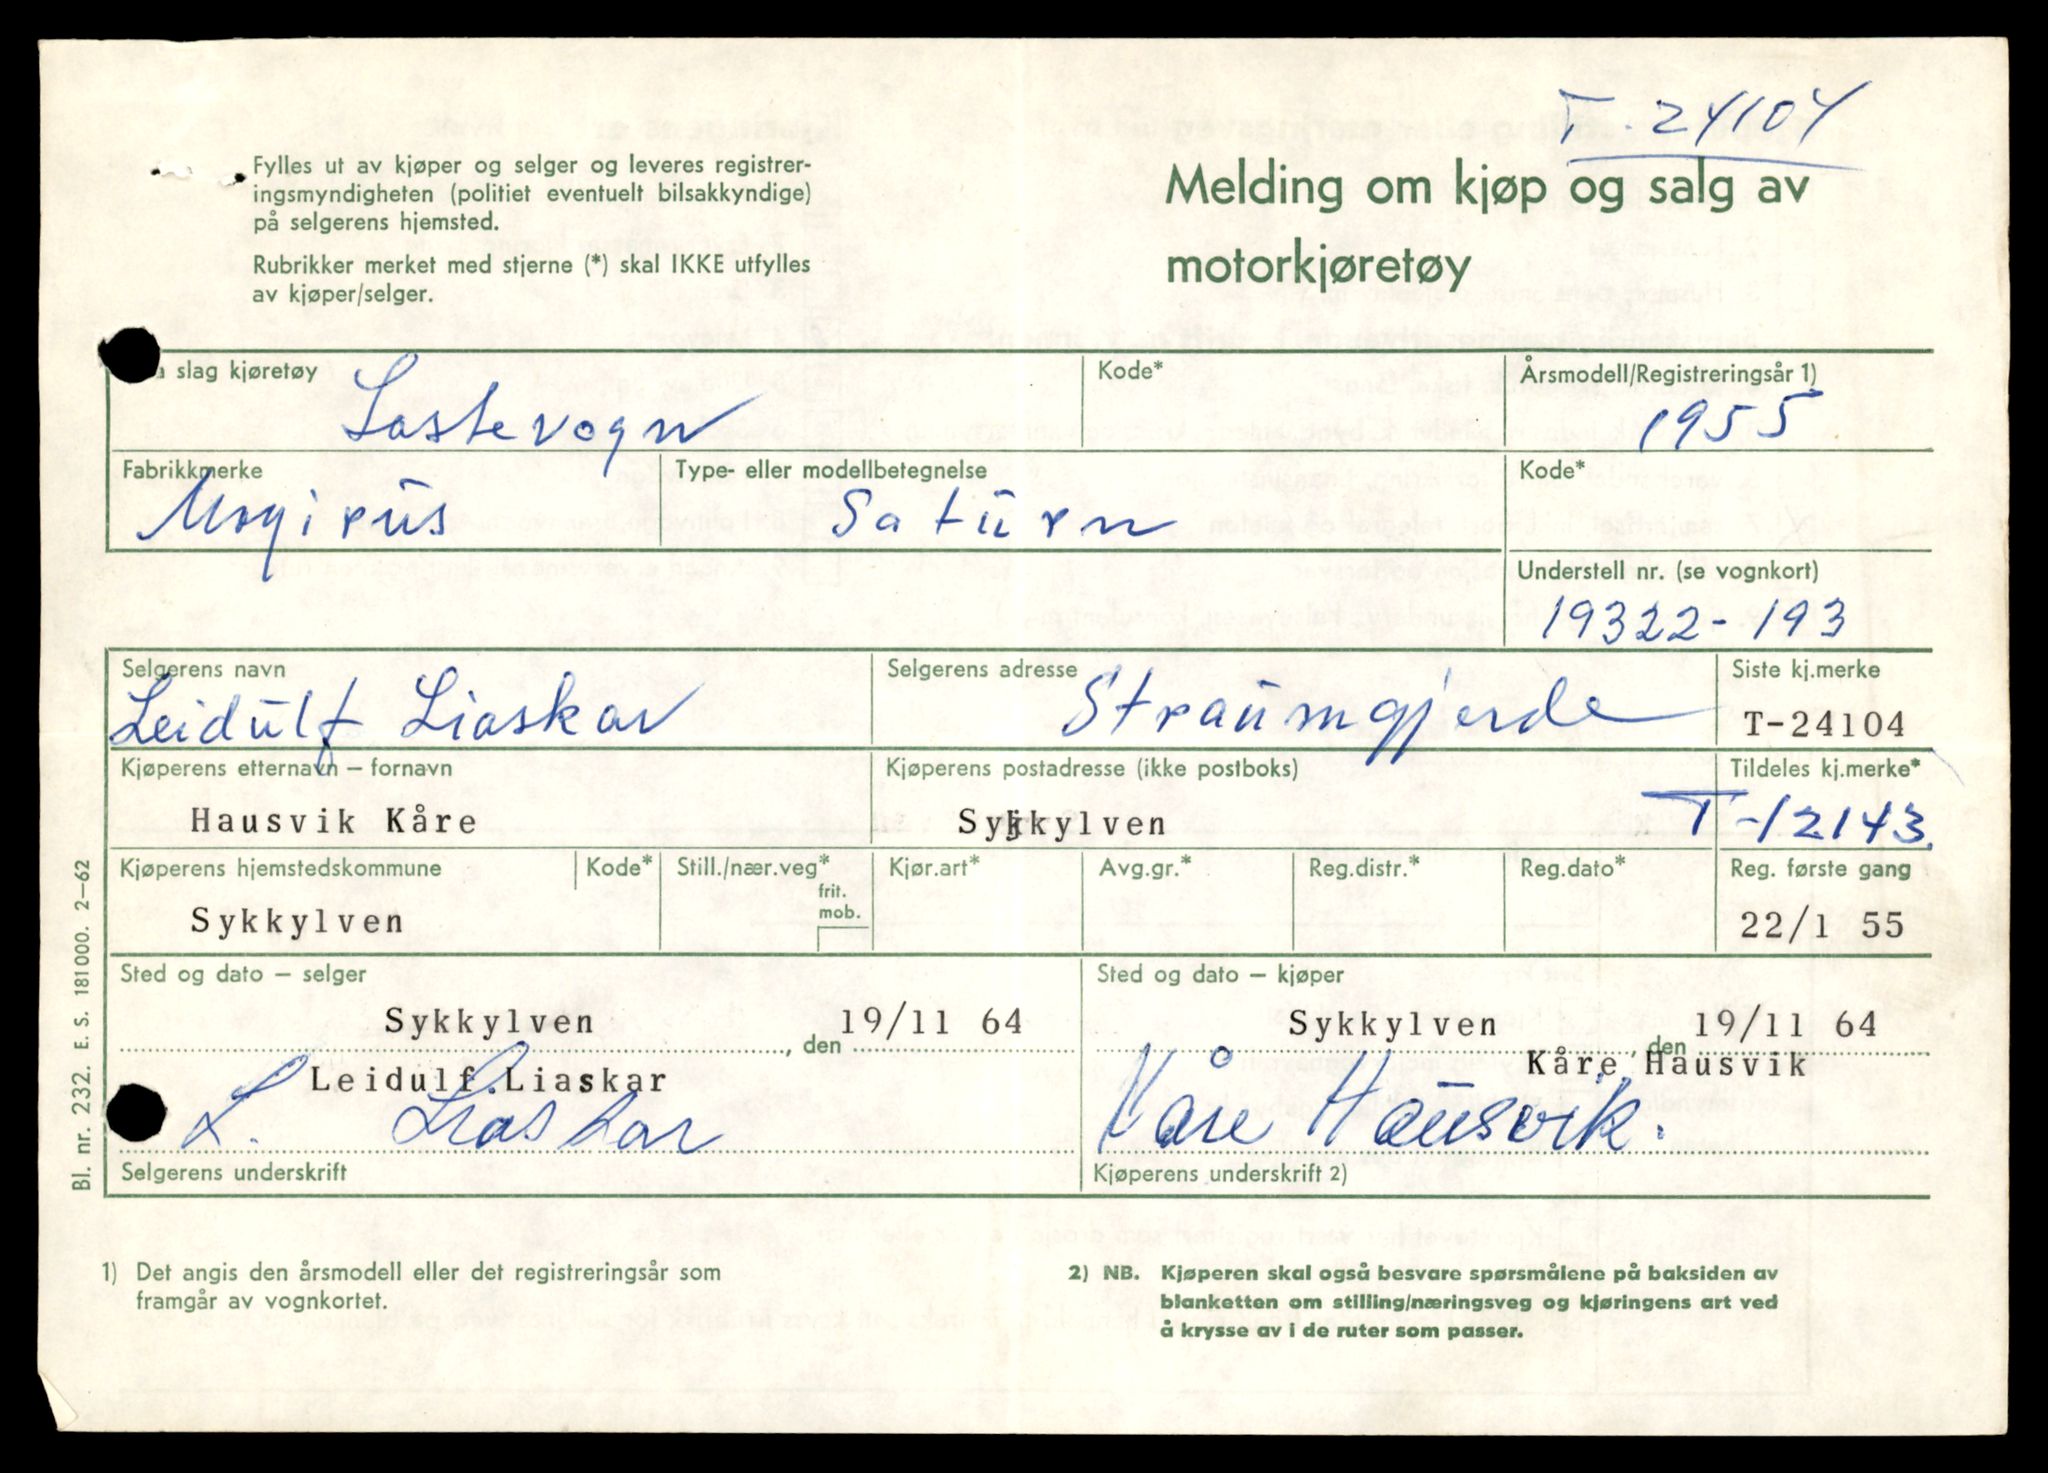 T-24104
Fylles ut av kjøper og selger og leveres registrer-
ingsmyndigheten (politiet eventuelt bilsakkyndige)
på selgerens hjemsted.
Rubrikker merket med stjerne (*) skal IKKE utfylles
av kjøper/selger.
Melding om kjøp og salg av
motorkjøretøy
slag kjøretøy
Lastevogn
Kode*
Årsmodell/Registreringsår 1)
1955
Fabrikkmerke
Magirus
Type- eller modellbetegnelse
Saturn
Kode*
Understell nr. (se vognkort)
19322-193
Selgerens navn
Leidulf Liaskar
Selgerens adresse
Straumgjerde
Siste kj.merke
T-24104
Kjøperens etternavn – fornavn
Hausvik Kåre
Kjøperens postadresse (ikke postboks)
Sykkylven
Tildeles kj.merke*
T-12143.
Kjøperens hjemstedskommune
Sykkylven
Kode*
Still./nær.veg*
frit.
mob.
Kjør.art*
Avg.gr.*
Reg.distr.*
Reg.dato*
Reg. første gang
22/1 55
Sted og dato – selger
Sykkylven , den 19/11 64
Leidulf Liaskar
L. Liaskar
Selgerens underskrift
Sted og dato – kjøper
Sykkylven , den 19/11 64
Kåre Hausvik
Kåre Hausvik.
Kjøperens underskrift 2)
Bl. nr. 232. E. S. 181000. 2–62
1) Det angis den årsmodell eller det registreringsår som
framgår av vognkortet.
2) NB. Kjøperen skal også besvare spørsmålene på baksiden av
blanketten om stilling/næringsveg og kjøringens art ved
å krysse av i de ruter som passer.